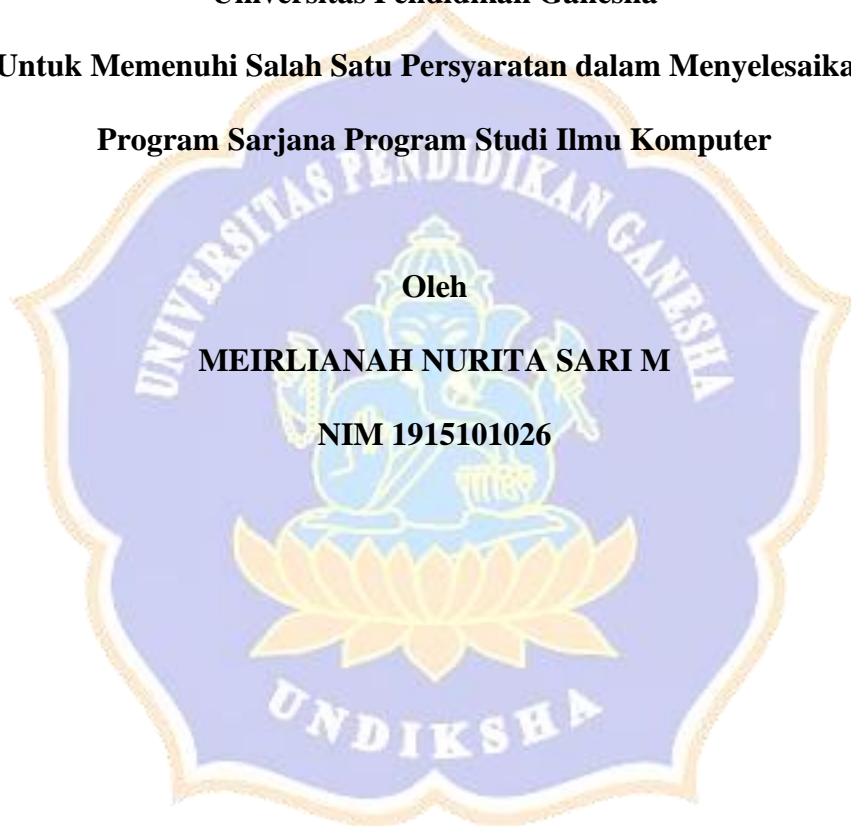 Universitas Pendidikan Ganesha
Untuk Memenuhi Salah Satu Persyaratan dalam
Program Sarjana Program Studi Ilmu Komputer
UNIVERSITAS PENDIDIKAN GANESHA
Oleh
MEIRLIANAH NURITA SARI M
NIM 1915101026
UNDIKSHA